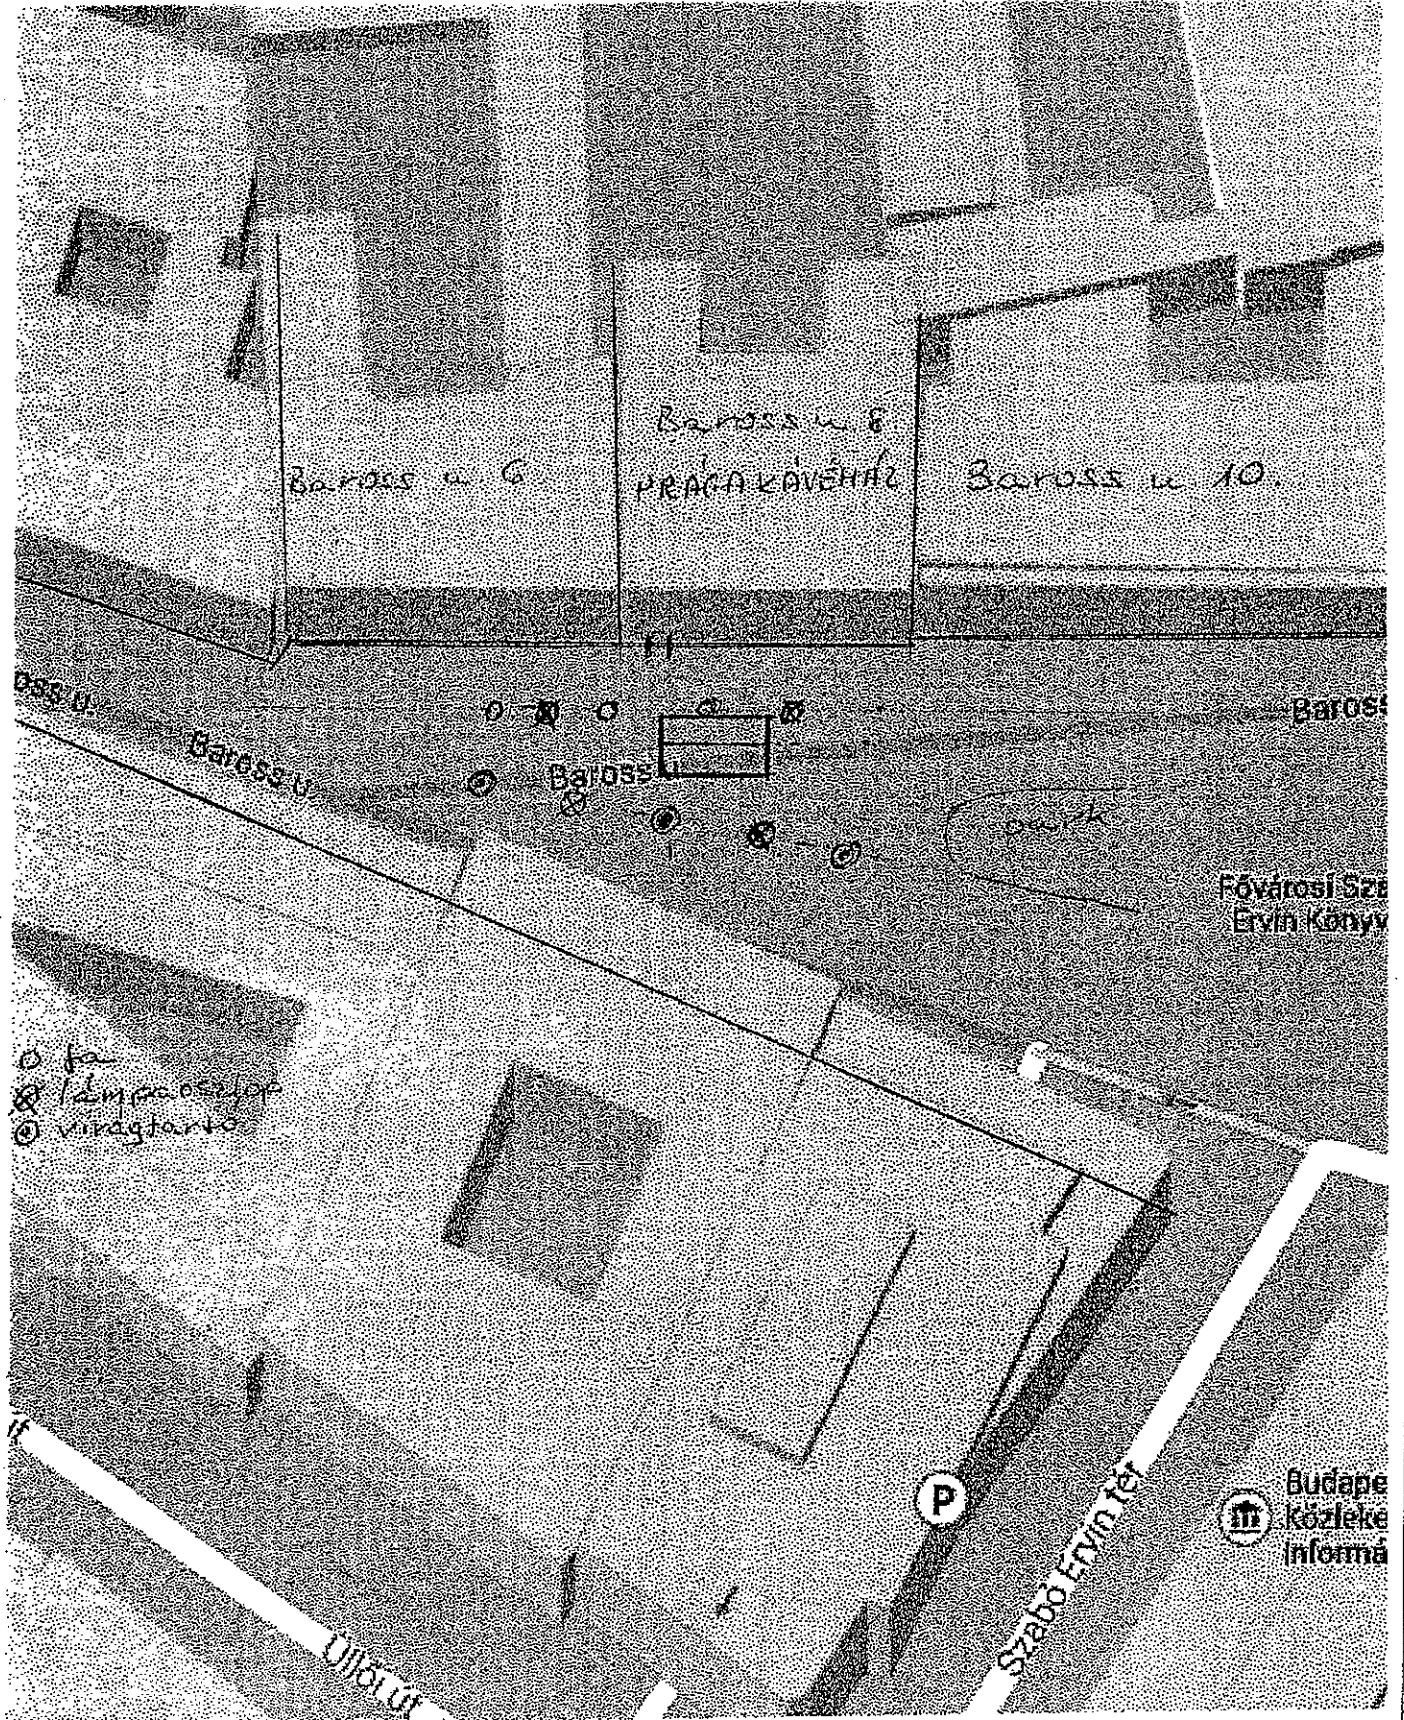 Baross u 8
Baross u 6
PRÁGA KÁVÉHÁZ
Baross u 10.
oss u.
Baross
Baross u.
Baross u
park
Fővárosi Sza
Ervin Könyv
fa
lámpaoszlop
virágtartó
P
Budape
Közleke
Informá
Szabó Ervin tér
Üllői út